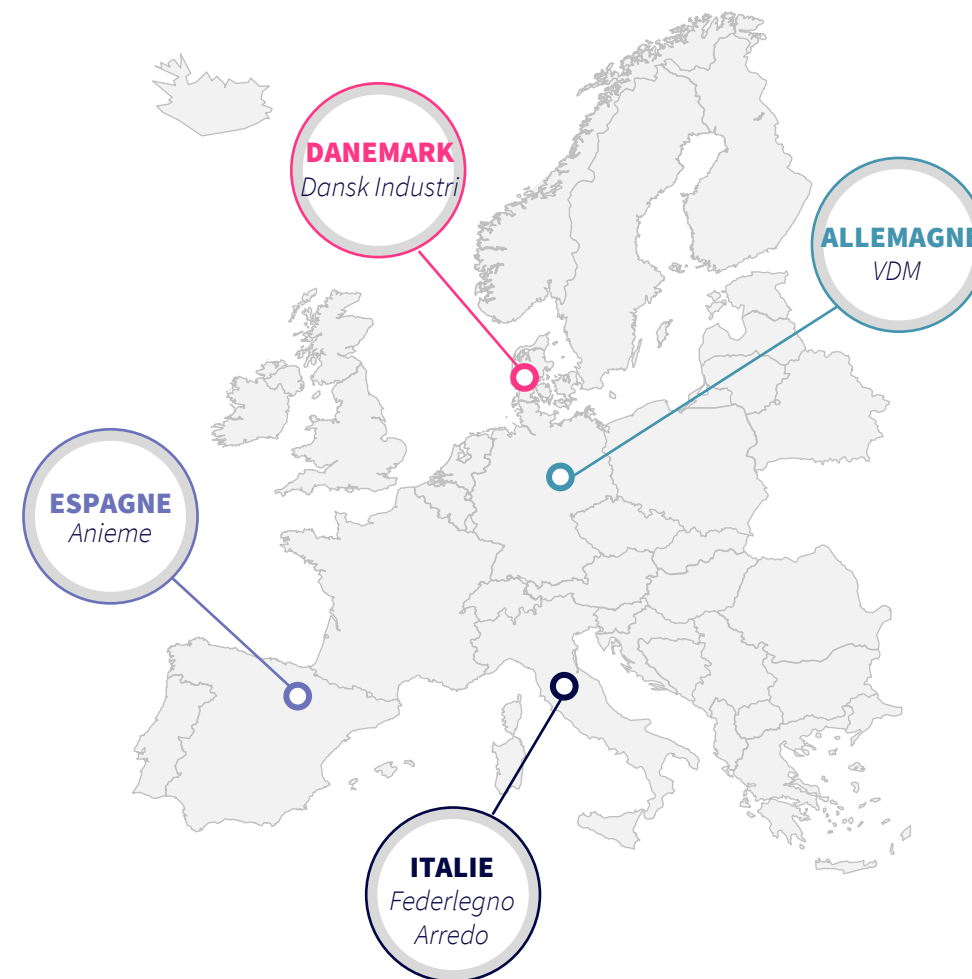 DANEMARK
Dansk Industri
ALLEMAGNE
VDM
ESPAGNE
Anieme
ITALIE
Federlegno
Arredo